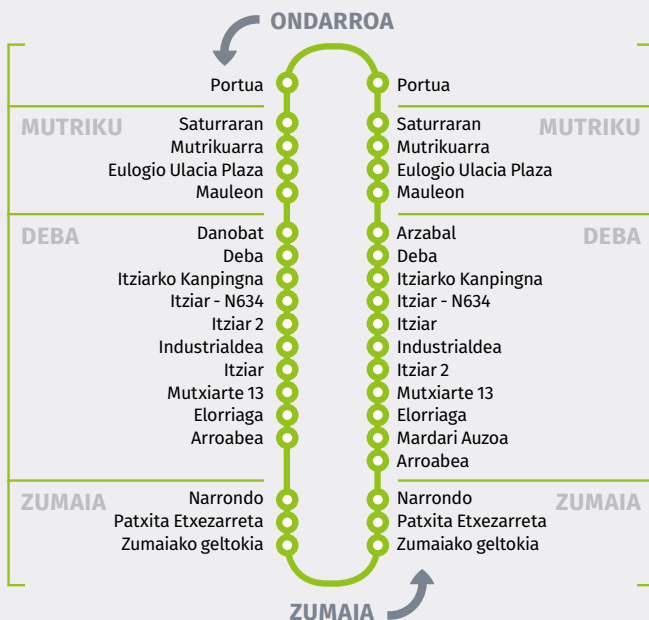 ONDARROA
Portua
Portua
MUTRIKU
Saturraran
Mutrikuarra
Eulogio Ulacia Plaza
Mauleon
Saturraran
Mutrikuarra
Eulogio Ulacia Plaza
Mauleon
MUTRIKU
DEBA
Danobat
Deba
Itziarko Kanpingna
Itziar - N634
Itziar 2
Industrialdea
Itziar
Mutxiarte 13
Elorriaga
Arroabea
Arzabal
Deba
Itziarko Kanpingna
Itziar - N634
Itziar
Industrialdea
Itziar 2
Mutxiarte 13
Elorriaga
Mardari Auzoa
Arroabea
DEBA
ZUMAIA
Narrondo
Patxita Etxezarreta
Zumaiako geltokia
Narrondo
Patxita Etxezarreta
Zumaiako geltokia
ZUMAIA
ZUMAIA